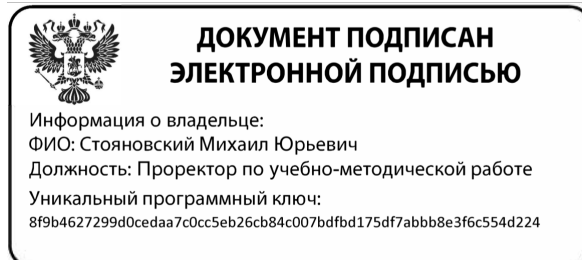 ДОКУМЕНТ ПОДПИСАН
ЭЛЕКТРОННОЙ ПОДПИСЬЮ
Информация о владельце:
ФИО: Стояновский Михаил Юрьевич
Должность: Проректор по учебно-методической работе
Уникальный программный ключ:
8f9b4627299d0cedaa7c0cc5eb26cb84c007bdfbd175df7abbb8e3f6c554d224